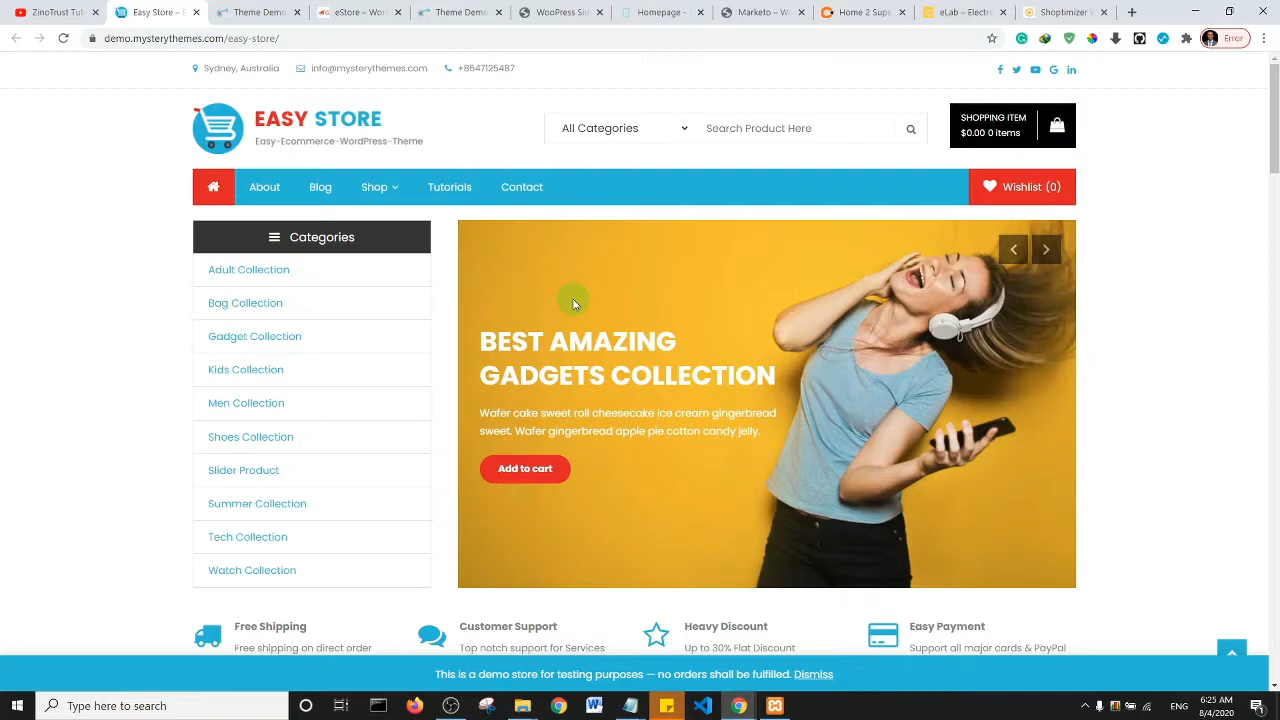 ZinoTrust Tul
Easy Store - E
Theme Demo
eStore – Wor
Theme Demo
WooPress Sir
Homepage -
Marketo – W
Home 2 Supe
eLab – Electri
Shoptimizer
demo.mysterythemes.com/easy-store/
Error
Sydney, Australia
info@mysterythemes.com
+8547125487
EASY STORE
Easy-Ecommerce-WordPress-Theme
All Categories
Search Product Here
SHOPPING ITEM
$0.00 0 items
About
Blog
Shop
Tutorials
Contact
Wishlist (0)
Categories
Adult Collection
Bag Collection
Gadget Collection
Kids Collection
Men Collection
Shoes Collection
Slider Product
Summer Collection
Tech Collection
Watch Collection
BEST AMAZING
GADGETS COLLECTION
Wafer cake sweet roll cheesecake ice cream gingerbread
sweet. Wafer gingerbread apple pie cotton candy jelly.
Add to cart
Free Shipping
Free shipping on direct order
Customer Support
Top notch support for Services
Heavy Discount
Up to 30% Flat Discount
Easy Payment
Support all major cards & PayPal
This is a demo store for testing purposes — no orders shall be fulfilled. Dismiss
Type here to search
ENG
6:25 AM
8/4/2020